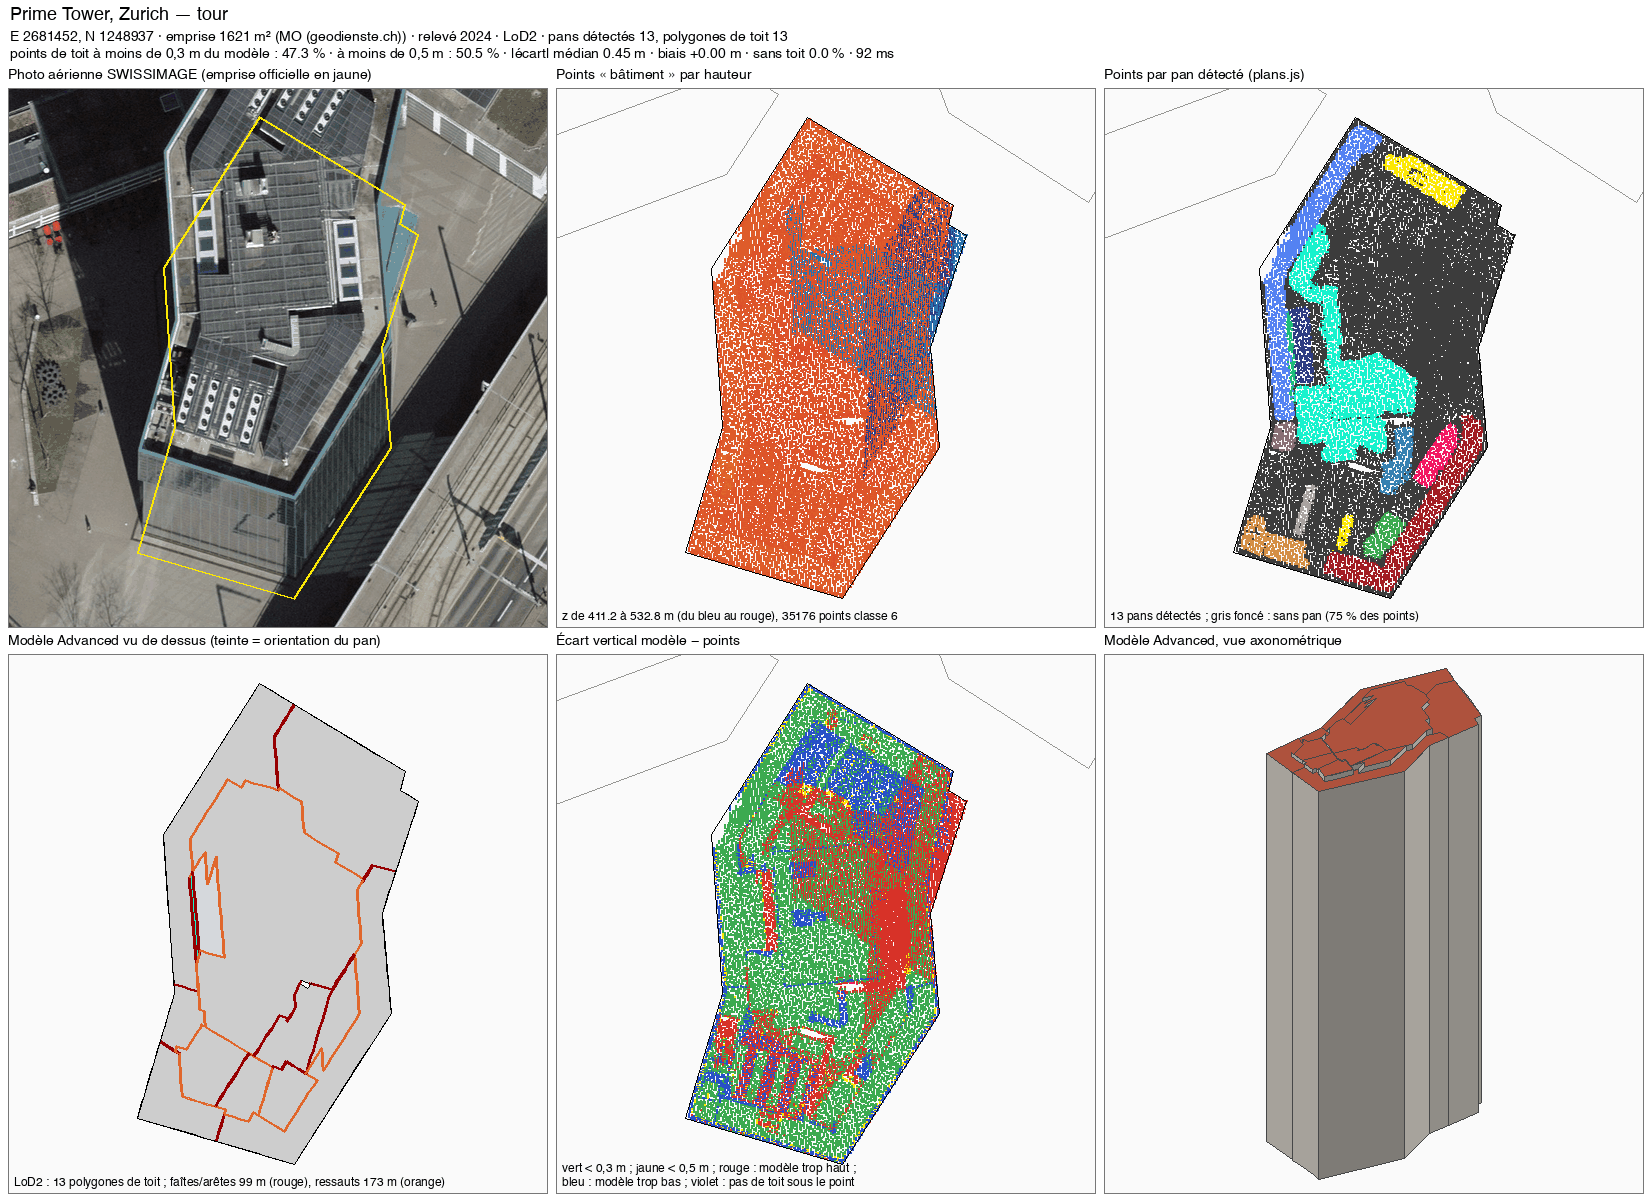 Prime Tower, Zurich — tour
E 2681452, N 1248937 · emprise 1621 m² (MO (geodienste.ch)) · relevé 2024 · LoD2 · pans détectés 13, polygones de toit 13
points de toit à moins de 0,3 m du modèle : 47.3 % · à moins de 0,5 m : 50.5 % · lécartl médian 0.45 m · biais +0.00 m · sans toit 0.0 % · 92 ms
Photo aérienne SWISSIMAGE (emprise officielle en jaune)
Points « bâtiment » par hauteur
Points par pan détecté (plans.js)
z de 411.2 à 532.8 m (du bleu au rouge), 35176 points classe 6
13 pans détectés ; gris foncé : sans pan (75 % des points)
Modèle Advanced vu de dessus (teinte = orientation du pan)
Écart vertical modèle – points
Modèle Advanced, vue axonométrique
LoD2 : 13 polygones de toit ; faîtes/arêtes 99 m (rouge), ressauts 173 m (orange)
vert < 0,3 m ; jaune < 0,5 m ; rouge : modèle trop haut ;
bleu : modèle trop bas ; violet : pas de toit sous le point